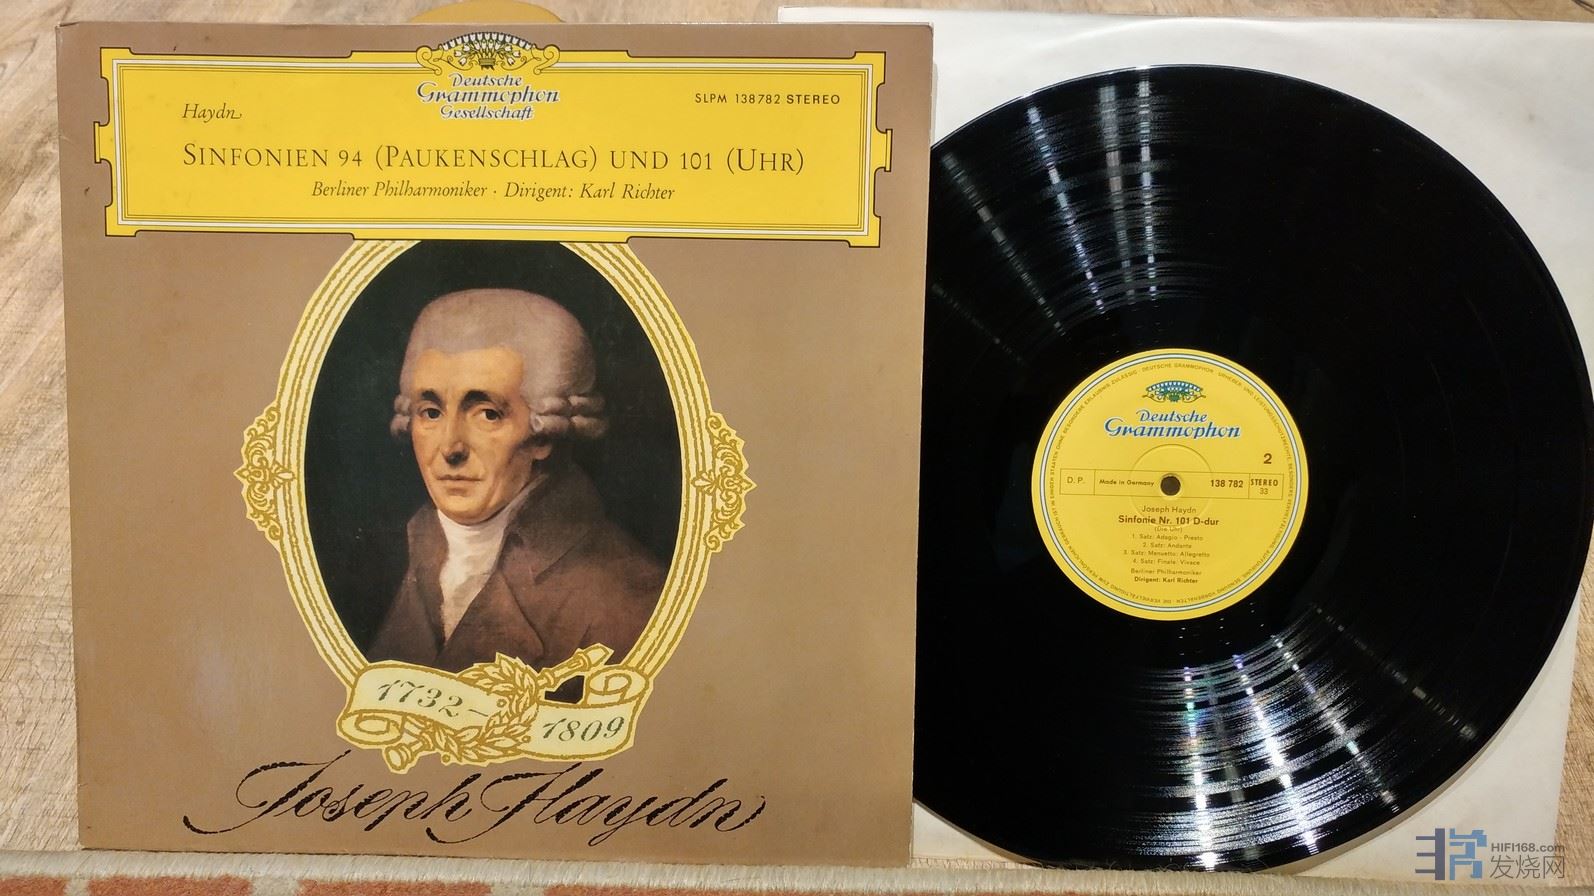 Deutsche
Grammophon
Gesellschaft
Haydn
SLPM 138782 STEREO
SINFONIEN 94 (PAUKENSCHLAG) UND 101 (UHR)
Berliner Philharmoniker · Dirigent: Karl Richter
1732–
1809
Joseph Haydn
Deutsche
Grammophon
2
D. P.
Made in Germany
138 782
STEREO
33
Joseph Haydn
Sinfonie Nr. 101 D-dur
(Die Uhr)
1. Satz: Adagio - Presto
2. Satz: Andante
3. Satz: Menuetto: Allegretto
4. Satz: Finale: Vivace
Berliner Philharmoniker
Dirigent: Karl Richter
HIFI168.com
发烧网